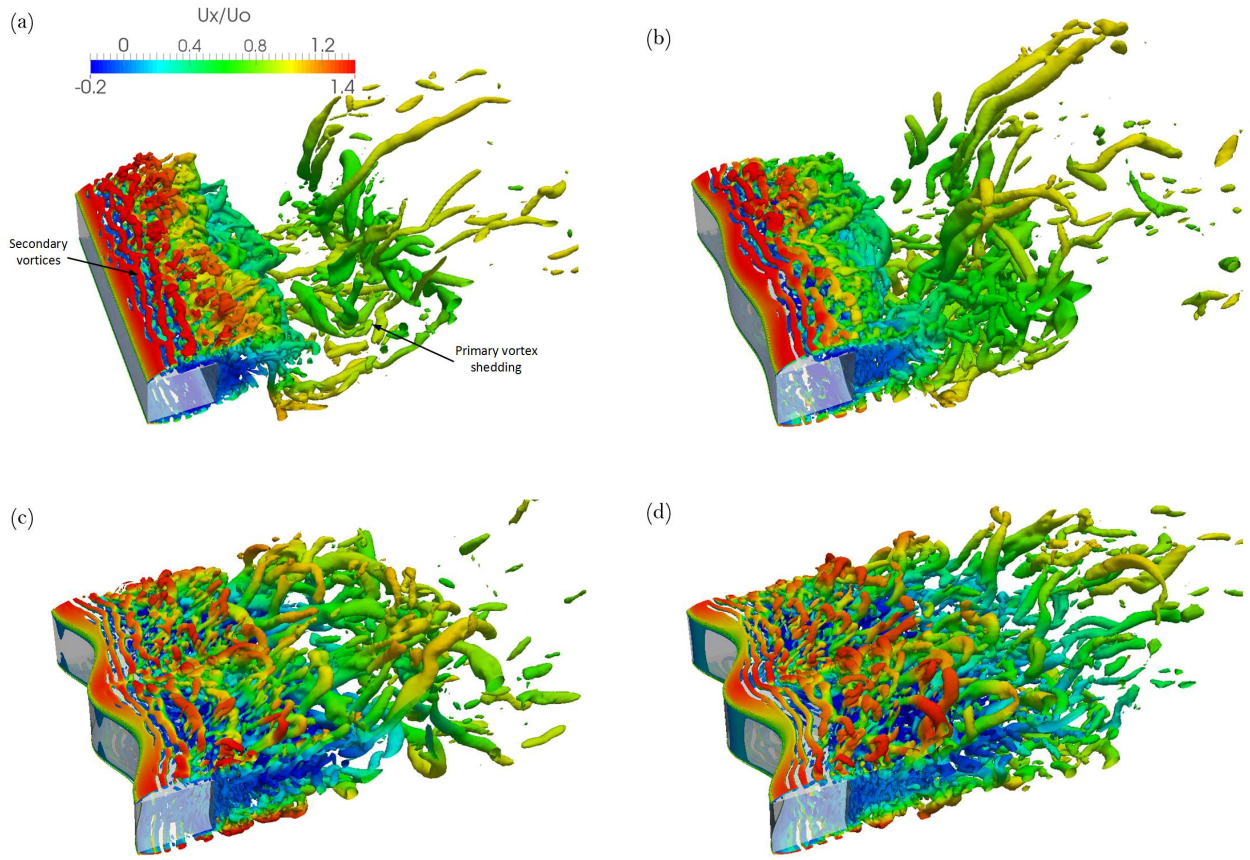 (a)
Ux/Uo
0 0.4 0.8 1.2
-0.2 1.4
Secondary
vortices
Primary vortex
shedding
(b)
(c)
(d)